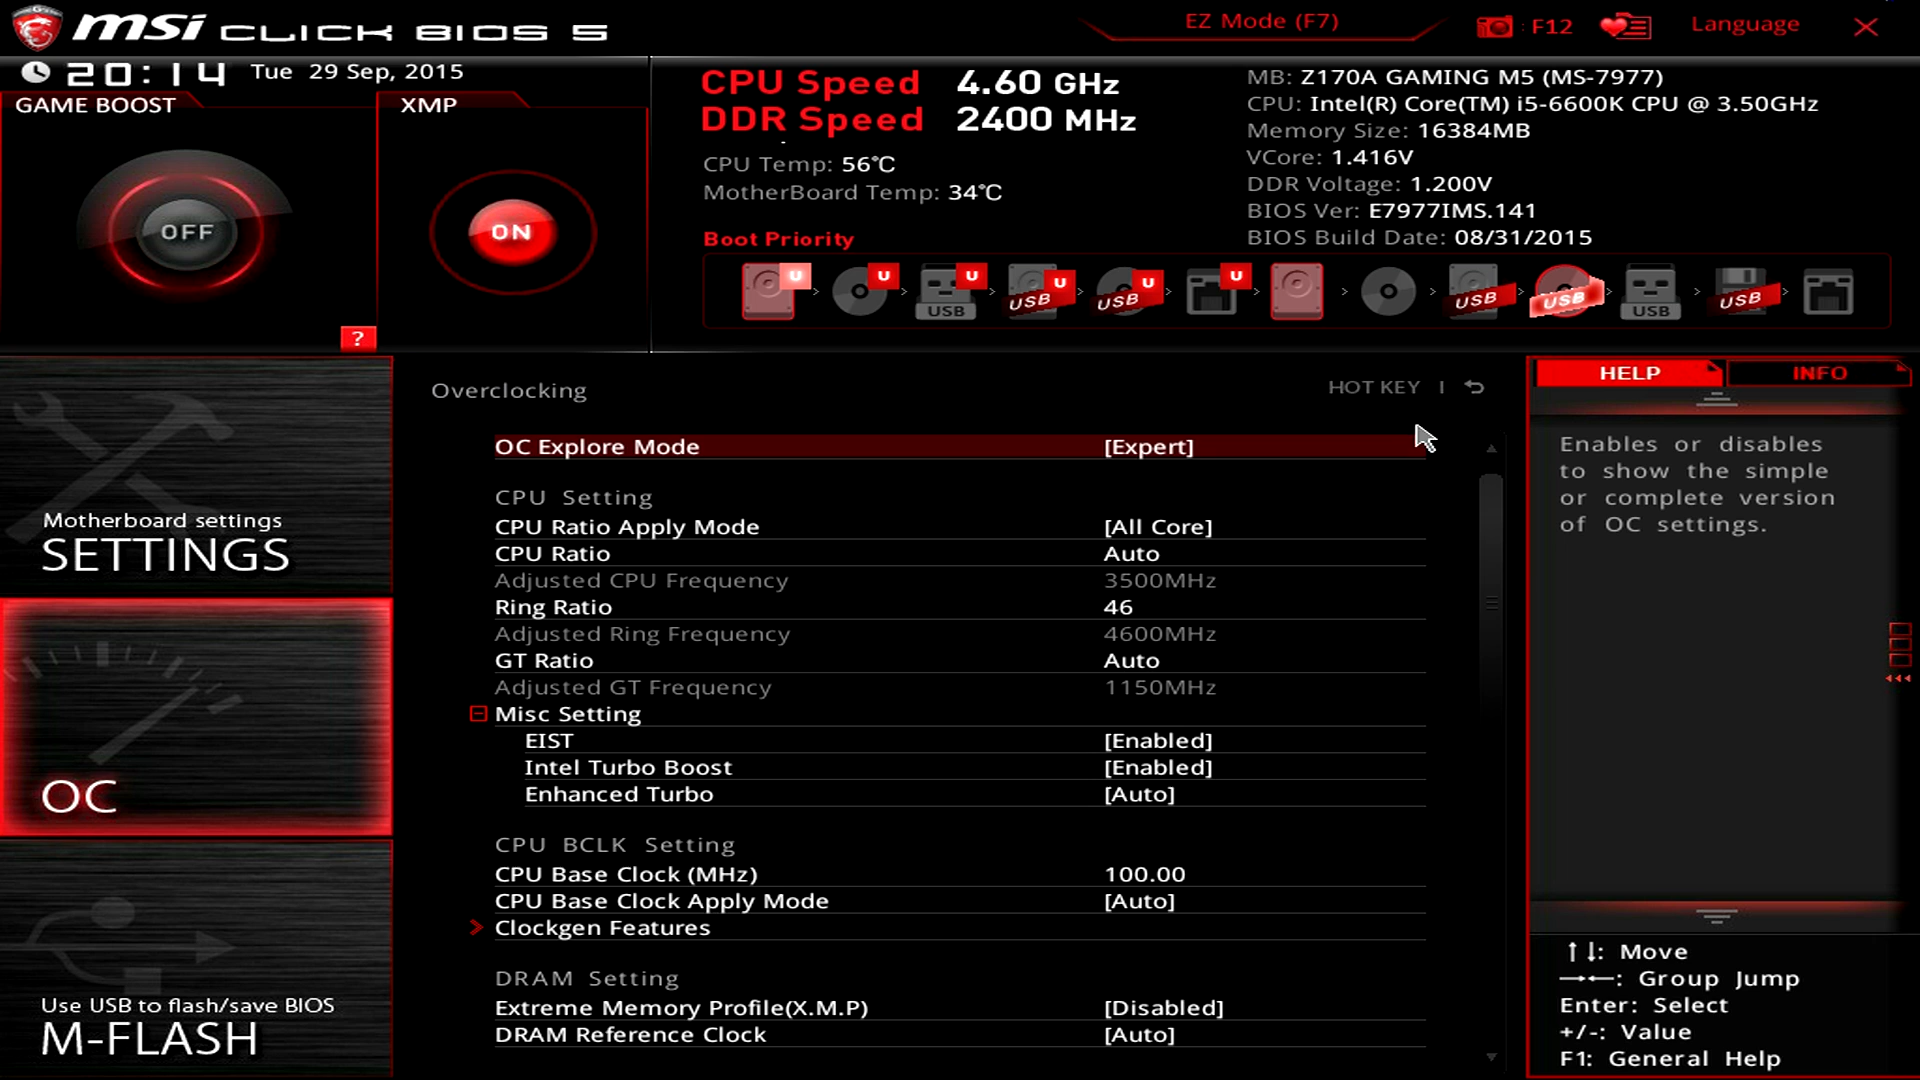 msi CLICK BIOS 5
EZ Mode (F7)
: F12
Language
20:14 Tue 29 Sep, 2015
GAME BOOST
OFF
?
XMP
ON
CPU Speed 4.60 GHz
DDR Speed 2400 MHz
CPU Temp: 56°C
MotherBoard Temp: 34°C
MB: Z170A GAMING M5 (MS-7977)
CPU: Intel(R) Core(TM) i5-6600K CPU @ 3.50GHz
Memory Size: 16384MB
VCore: 1.416V
DDR Voltage: 1.200V
BIOS Ver: E7977IMS.141
BIOS Build Date: 08/31/2015
Boot Priority
U > U > U USB > U USB > U USB > U > > > USB > USB > USB > USB >
Motherboard settings
SETTINGS
OC
Use USB to flash/save BIOS
M-FLASH
Overclocking
HOT KEY |
OC Explore Mode [Expert]
CPU Setting
CPU Ratio Apply Mode [All Core]
CPU Ratio Auto
Adjusted CPU Frequency 3500MHz
Ring Ratio 46
Adjusted Ring Frequency 4600MHz
GT Ratio Auto
Adjusted GT Frequency 1150MHz
Misc Setting
EIST [Enabled]
Intel Turbo Boost [Enabled]
Enhanced Turbo [Auto]
CPU BCLK Setting
CPU Base Clock (MHz) 100.00
CPU Base Clock Apply Mode [Auto]
> Clockgen Features
DRAM Setting
Extreme Memory Profile(X.M.P) [Disabled]
DRAM Reference Clock [Auto]
HELP
INFO
Enables or disables
to show the simple
or complete version
of OC settings.
↑↓: Move
→←: Group Jump
Enter: Select
+/-: Value
F1: General Help